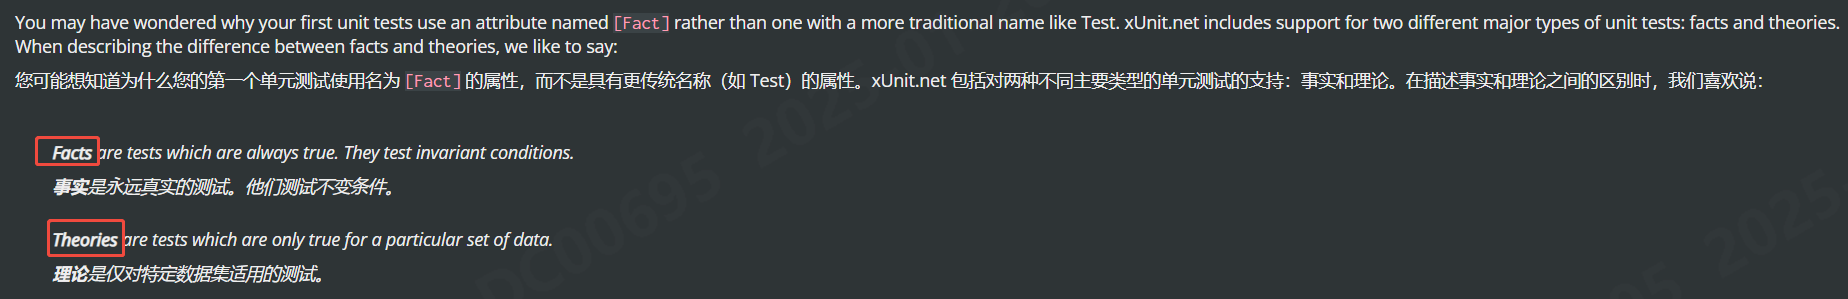 You may have wondered why your first unit tests use an attribute named [Fact] rather than one with a more traditional name like Test. xUnit.net includes support for two different major types of unit tests: facts and theories.
When describing the difference between facts and theories, we like to say:
您可能想知道为什么您的第一个单元测试使用名为 [Fact] 的属性，而不是具有更传统名称（如 Test）的属性。xUnit.net 包括对两种不同主要类型的单元测试的支持：事实和理论。在描述事实和理论之间的区别时，我们喜欢说：
Facts are tests which are always true. They test invariant conditions.
事实是永远真实的测试。他们测试不变条件。
Theories are tests which are only true for a particular set of data.
理论是仅对特定数据集适用的测试。